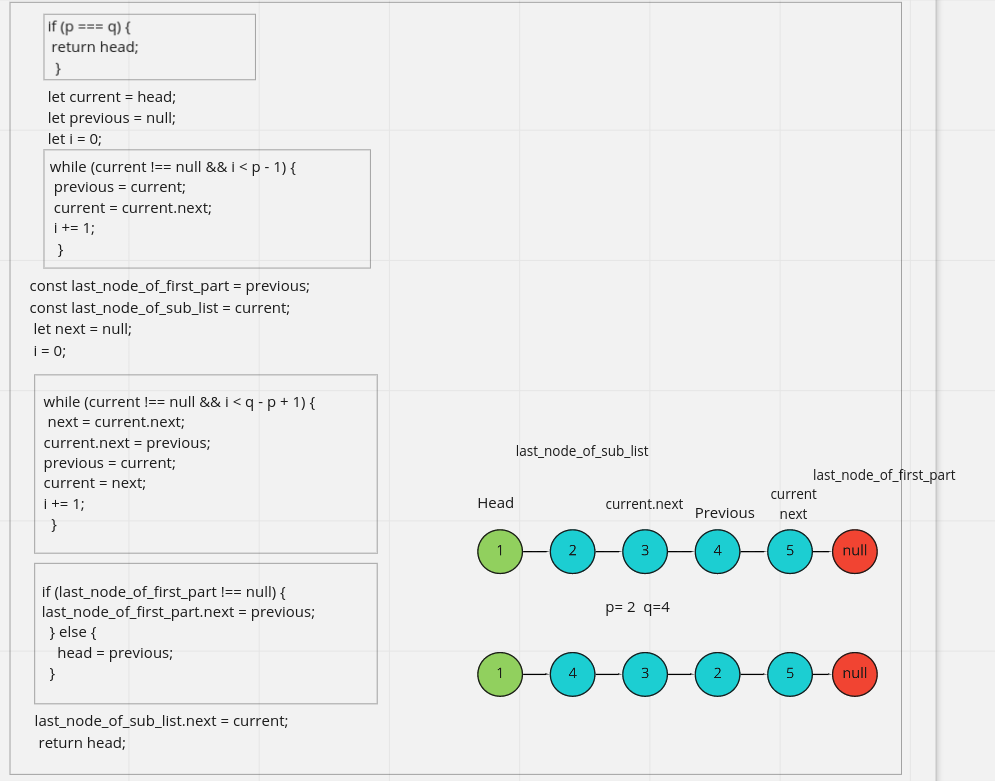 if (p === q) {
return head;
}
let current = head;
let previous = null;
let i = 0;
while (current !== null && i < p - 1) {
previous = current;
current = current.next;
i += 1;
}
const last_node_of_first_part = previous;
const last_node_of_sub_list = current;
let next = null;
i = 0;
while (current !== null && i < q - p + 1) {
next = current.next;
current.next = previous;
previous = current;
current = next;
i += 1;
}
if (last_node_of_first_part !== null) {
last_node_of_first_part.next = previous;
} else {
head = previous;
}
last_node_of_sub_list.next = current;
return head;
last_node_of_sub_list
last_node_of_first_part
Head
current.next
Previous
current
next
1 2 3 4 5 null
p= 2 q=4
1 4 3 2 5 null